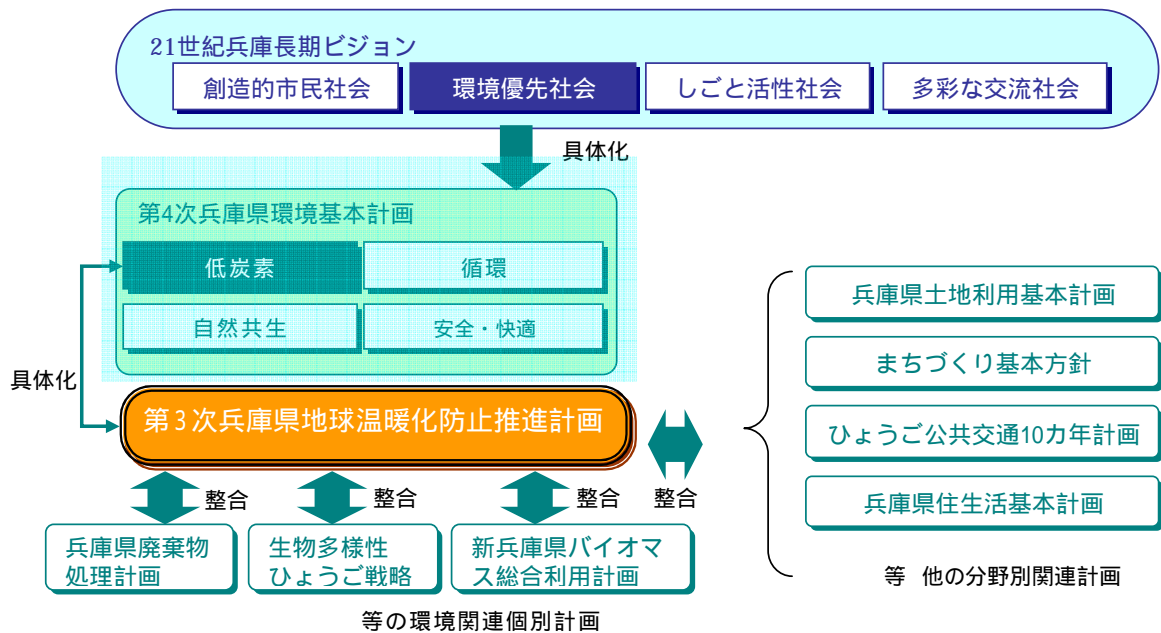 21世紀兵庫長期ビジョン
創造的市民社会
環境優先社会
しごと活性社会
多彩な交流社会
具体化
第4次兵庫県環境基本計画
低炭素
循環
自然共生
安全・快適
具体化
第3次兵庫県地球温暖化防止推進計画
整合
整合
整合
整合
兵庫県廃棄物
処理計画
生物多様性
ひょうご戦略
新兵庫県バイオマ
ス総合利用計画
等の環境関連個別計画
兵庫県土地利用基本計画
まちづくり基本方針
ひょうご公共交通10カ年計画
兵庫県住生活基本計画
等 他の分野別関連計画